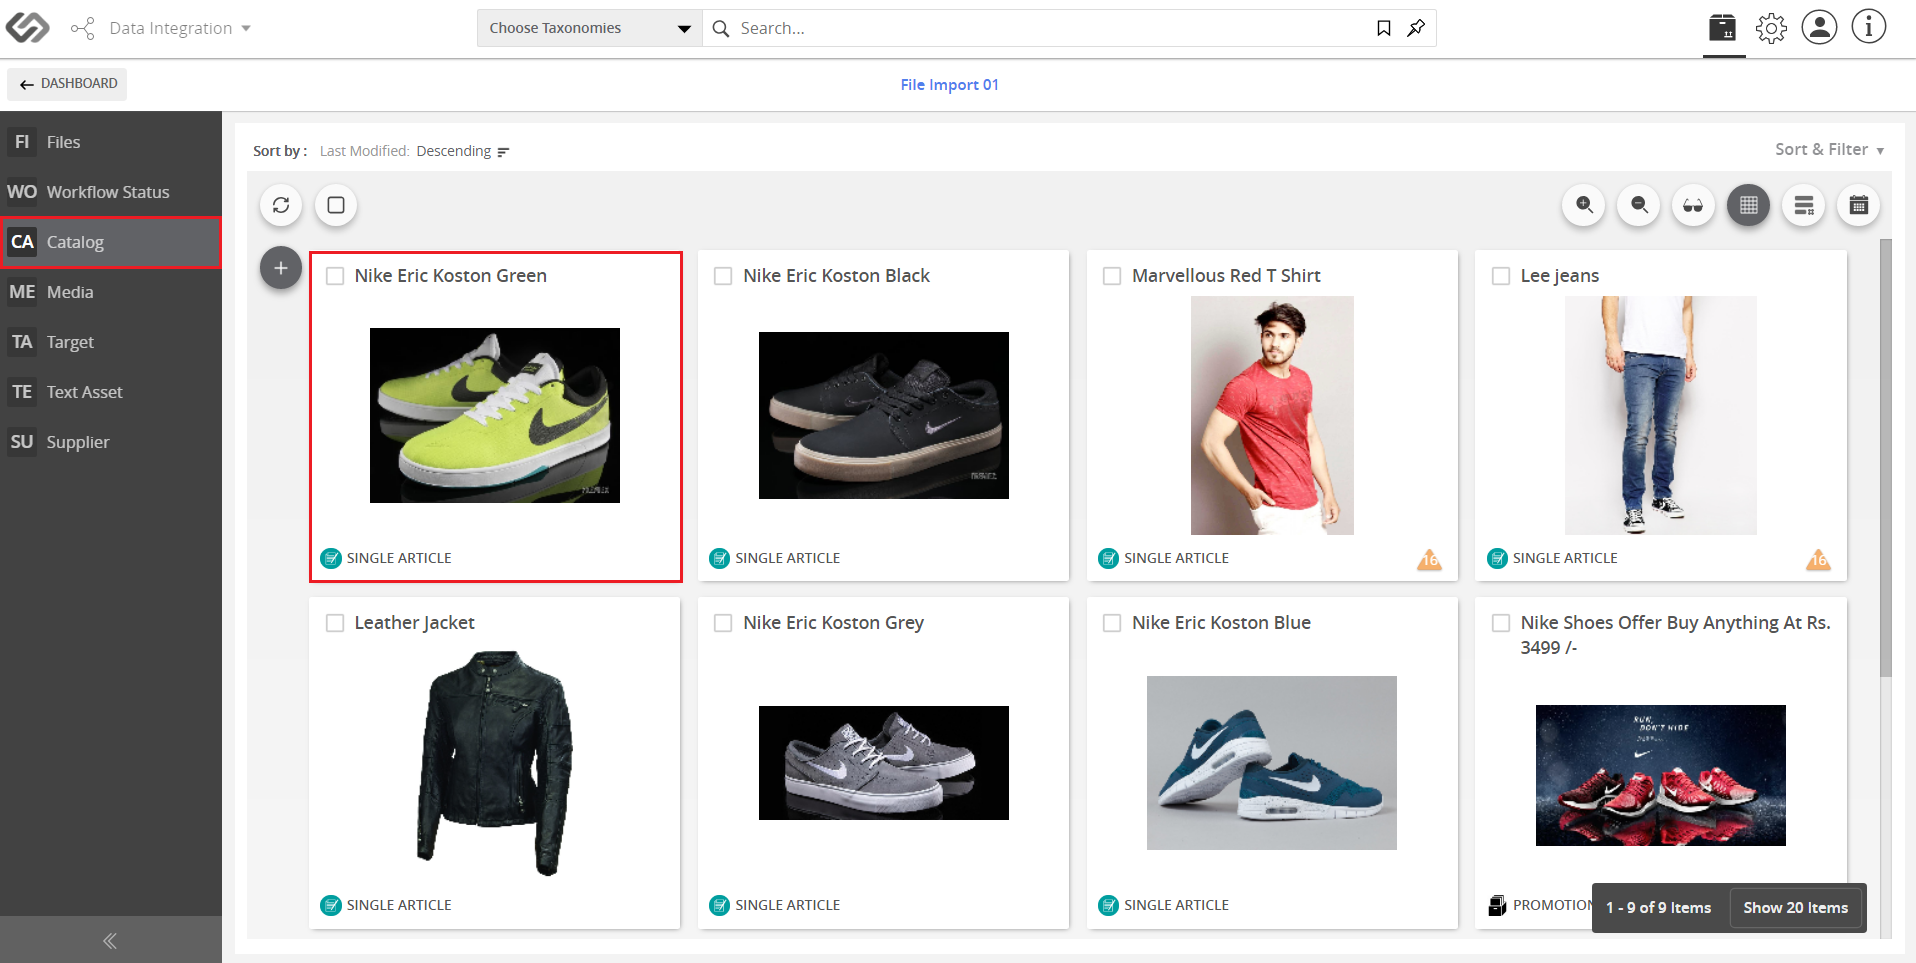 Data Integration
Choose Taxonomies
Search...
DASHBOARD
File Import 01
FI Files
WO Workflow Status
CA Catalog
ME Media
TA Target
TE Text Asset
SU Supplier
Sort by : Last Modified: Descending
Sort & Filter
Nike Eric Koston Green
Nike Eric Koston Black
Marvellous Red T Shirt
Lee jeans
SINGLE ARTICLE
SINGLE ARTICLE
SINGLE ARTICLE
16
SINGLE ARTICLE
16
Leather Jacket
Nike Eric Koston Grey
Nike Eric Koston Blue
Nike Shoes Offer Buy Anything At Rs.
3499 /-
RUN,
DON'T HIDE
SINGLE ARTICLE
SINGLE ARTICLE
SINGLE ARTICLE
PROMOTION
1 - 9 of 9 Items
Show 20 Items